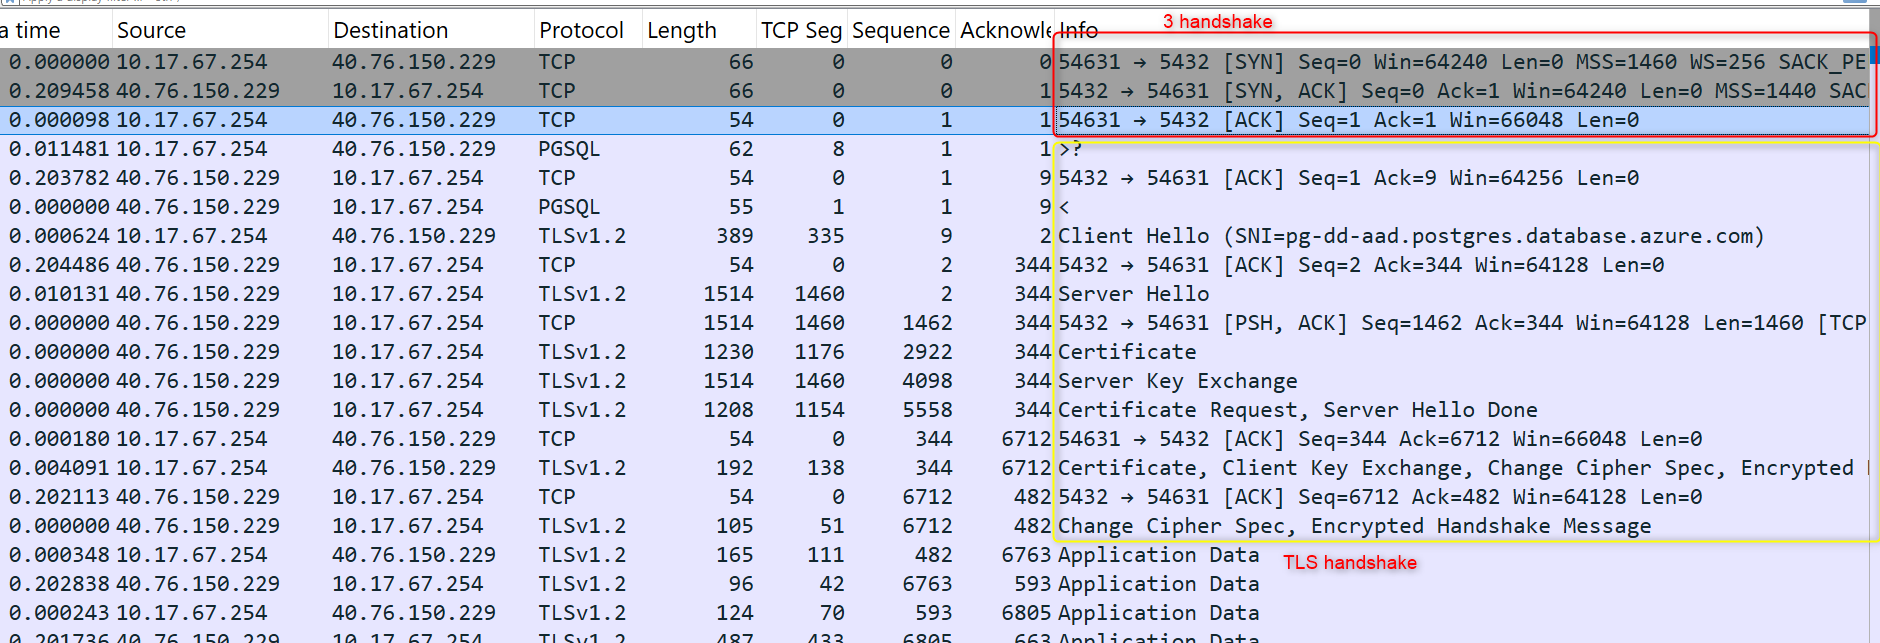 3 handshake
a time Source Destination Protocol Length TCP Seg Sequence Acknowle Info
0.000000 10.17.67.254 40.76.150.229 TCP 66 0 0 0 54631 → 5432 [SYN] Seq=0 Win=64240 Len=0 MSS=1460 WS=256 SACK_PE
0.209458 40.76.150.229 10.17.67.254 TCP 66 0 0 1 5432 → 54631 [SYN, ACK] Seq=0 Ack=1 Win=64240 Len=0 MSS=1440 SAC
0.000098 10.17.67.254 40.76.150.229 TCP 54 0 1 1 54631 → 5432 [ACK] Seq=1 Ack=1 Win=66048 Len=0
0.011481 10.17.67.254 40.76.150.229 PGSQL 62 8 1 1 >?
0.203782 40.76.150.229 10.17.67.254 TCP 54 0 1 9 5432 → 54631 [ACK] Seq=1 Ack=9 Win=64256 Len=0
0.000000 40.76.150.229 10.17.67.254 PGSQL 55 1 1 9 <
0.000624 10.17.67.254 40.76.150.229 TLSv1.2 389 335 9 2 Client Hello (SNI=pg-dd-aad.postgres.database.azure.com)
0.204486 40.76.150.229 10.17.67.254 TCP 54 0 2 344 5432 → 54631 [ACK] Seq=2 Ack=344 Win=64128 Len=0
0.010131 40.76.150.229 10.17.67.254 TLSv1.2 1514 1460 2 344 Server Hello
0.000000 40.76.150.229 10.17.67.254 TCP 1514 1460 1462 344 5432 → 54631 [PSH, ACK] Seq=1462 Ack=344 Win=64128 Len=1460 [TCP
0.000000 40.76.150.229 10.17.67.254 TLSv1.2 1230 1176 2922 344 Certificate
0.000000 40.76.150.229 10.17.67.254 TLSv1.2 1514 1460 4098 344 Server Key Exchange
0.000000 40.76.150.229 10.17.67.254 TLSv1.2 1208 1154 5558 344 Certificate Request, Server Hello Done
0.000180 10.17.67.254 40.76.150.229 TCP 54 0 344 6712 54631 → 5432 [ACK] Seq=344 Ack=6712 Win=66048 Len=0
0.004091 10.17.67.254 40.76.150.229 TLSv1.2 192 138 344 6712 Certificate, Client Key Exchange, Change Cipher Spec, Encrypted
0.202113 40.76.150.229 10.17.67.254 TCP 54 0 6712 482 5432 → 54631 [ACK] Seq=6712 Ack=482 Win=64128 Len=0
0.000000 40.76.150.229 10.17.67.254 TLSv1.2 105 51 6712 482 Change Cipher Spec, Encrypted Handshake Message
0.000348 10.17.67.254 40.76.150.229 TLSv1.2 165 111 482 6763 Application Data
TLS handshake
0.202838 40.76.150.229 10.17.67.254 TLSv1.2 96 42 6763 593 Application Data
0.000243 10.17.67.254 40.76.150.229 TLSv1.2 124 70 593 6805 Application Data
0.201736 40.76.150.229 10.17.67.254 TLSv1.2 487 433 6805 663 Application Data